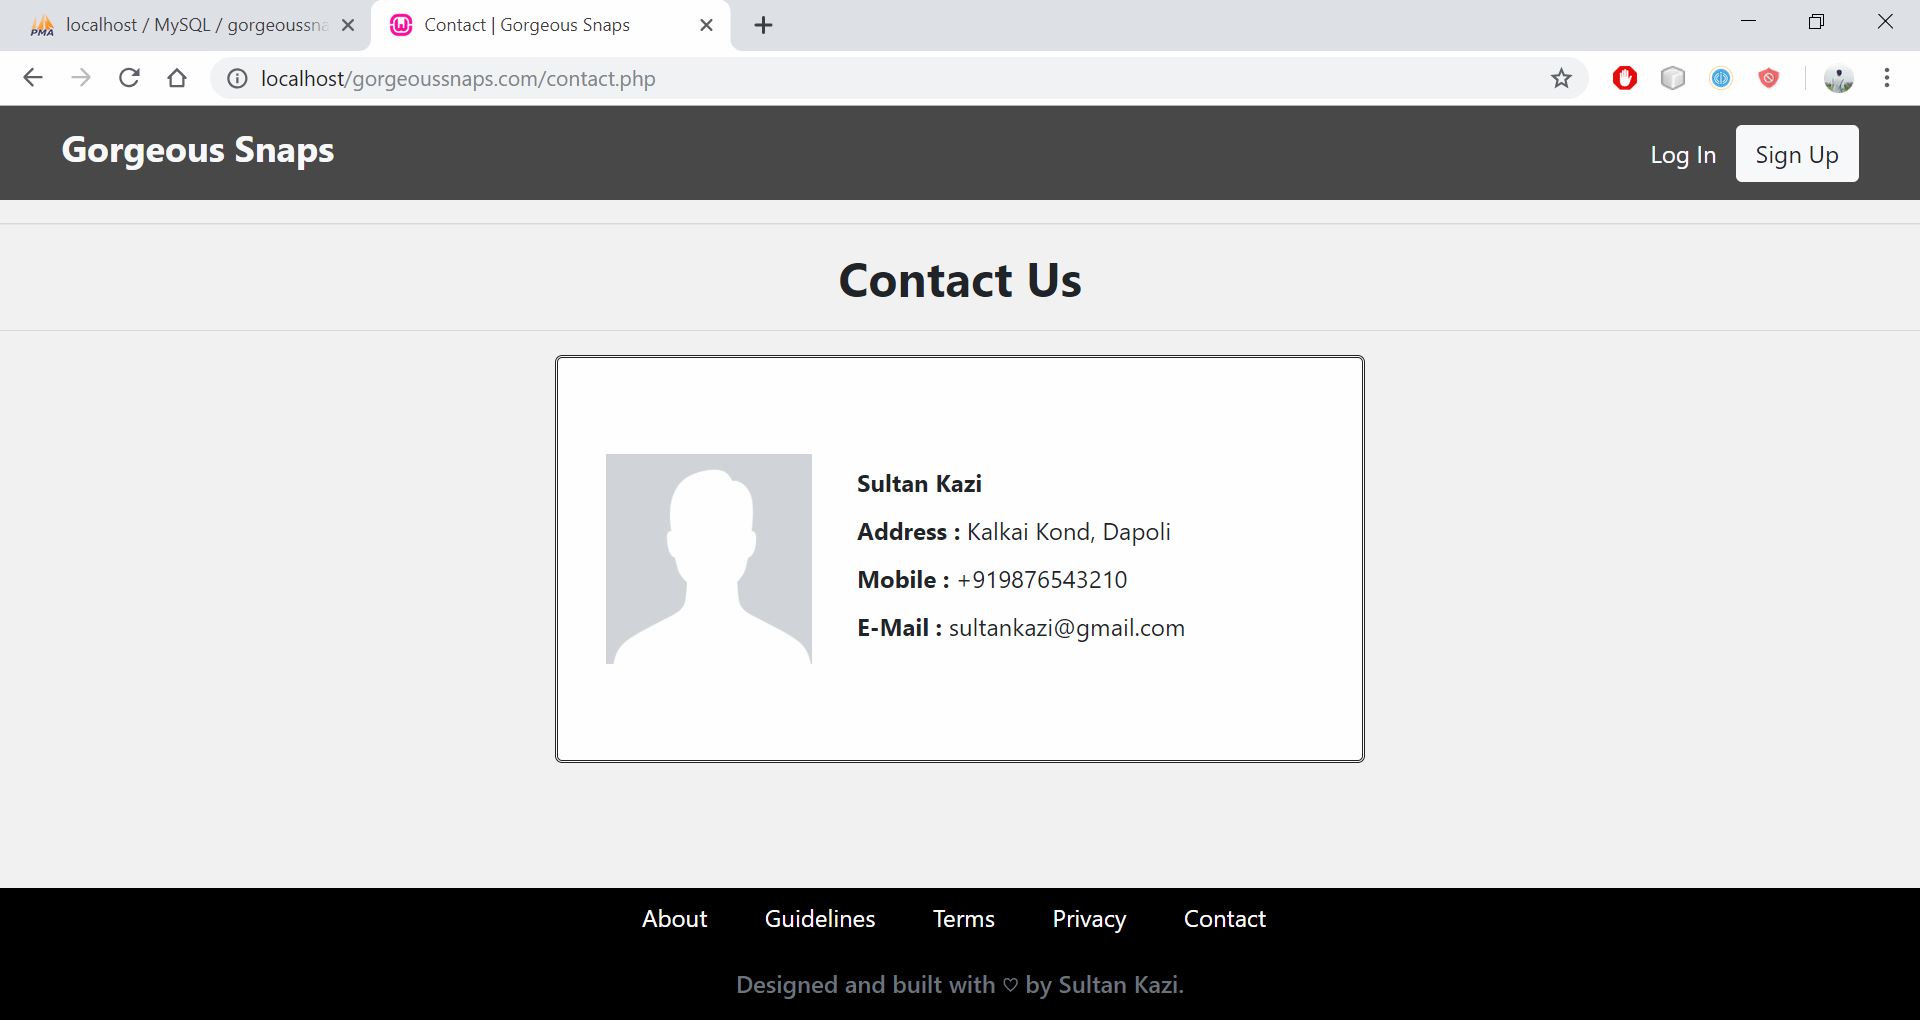 localhost / MySQL / gorgeoussna
Contact | Gorgeous Snaps
localhost/gorgeoussnaps.com/contact.php
Gorgeous Snaps
Log In
Sign Up
Contact Us
Sultan Kazi
Address : Kalkai Kond, Dapoli
Mobile : +919876543210
E-Mail : sultankazi@gmail.com
About Guidelines Terms Privacy Contact
Designed and built with ♡ by Sultan Kazi.